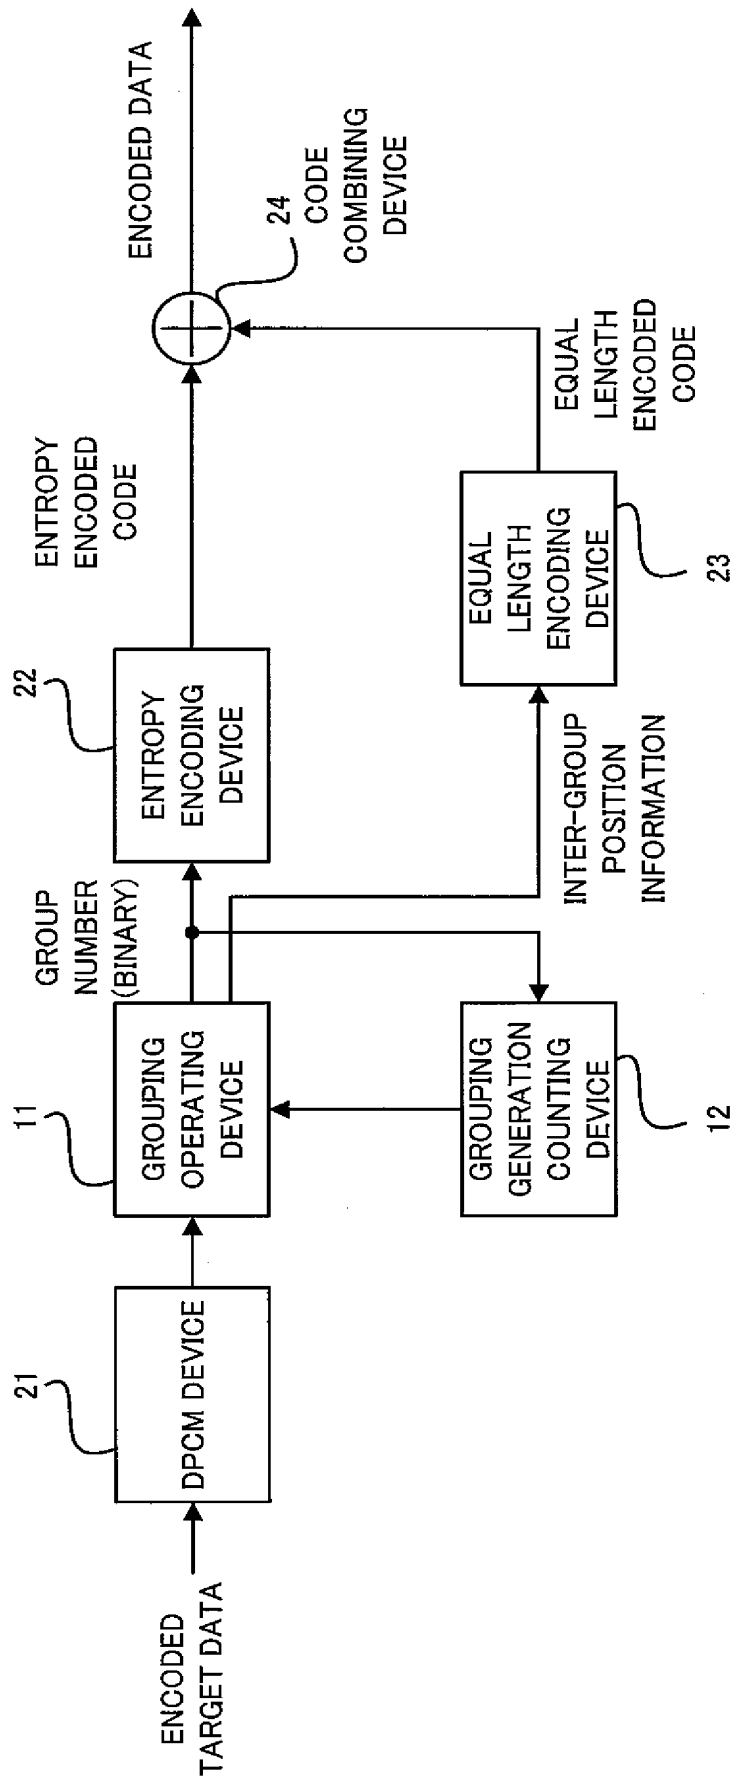 ENCODED
TARGET DATA
21
DPCM DEVICE
11
GROUPING
OPERATING
DEVICE
GROUP
NUMBER
(BINARY)
22
ENTROPY
ENCODING
DEVICE
ENTROPY
ENCODED
CODE
ENCODED DATA
24
CODE
COMBINING
DEVICE
GROUPING
GENERATION
COUNTING
DEVICE
12
INTER-GROUP
POSITION
INFORMATION
EQUAL
LENGTH
ENCODING
DEVICE
23
EQUAL
LENGTH
ENCODED
CODE